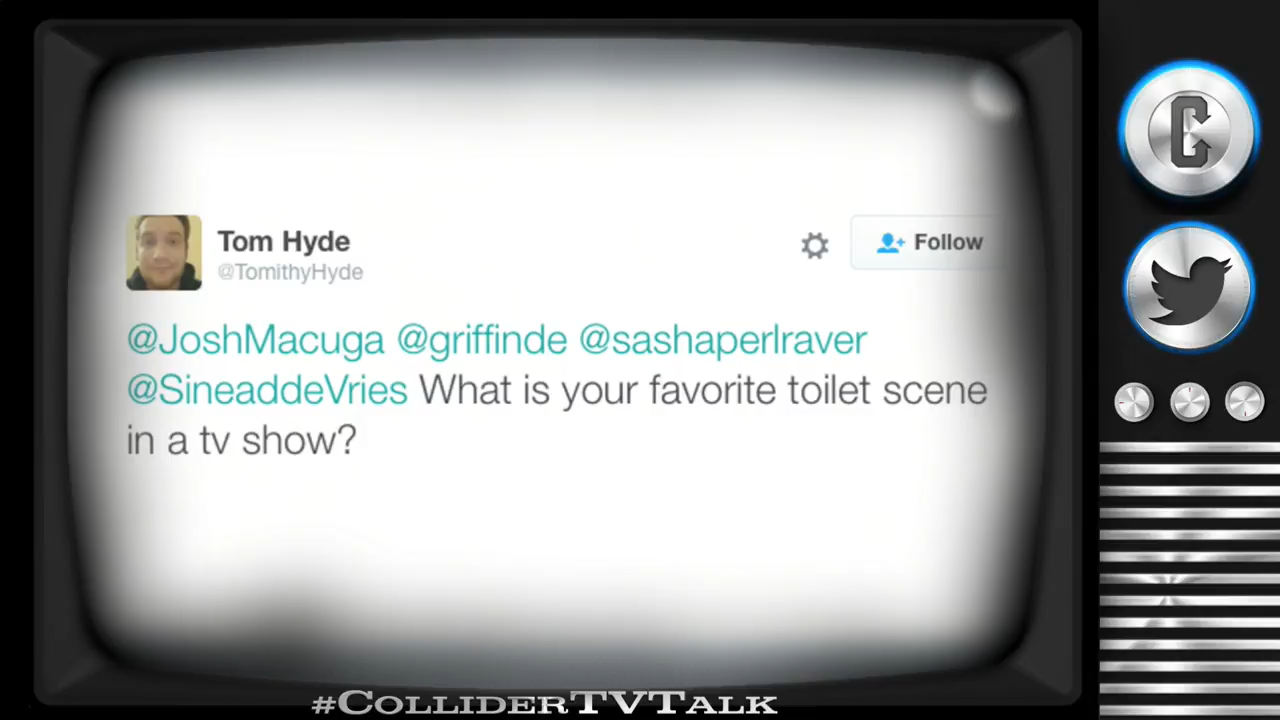 Tom Hyde
@TomithyHyde
Follow
@JoshMacuga @griffinde @sashaperlraver
@SineaddeVries What is your favorite toilet scene
in a tv show?
#ColliderTVTalk